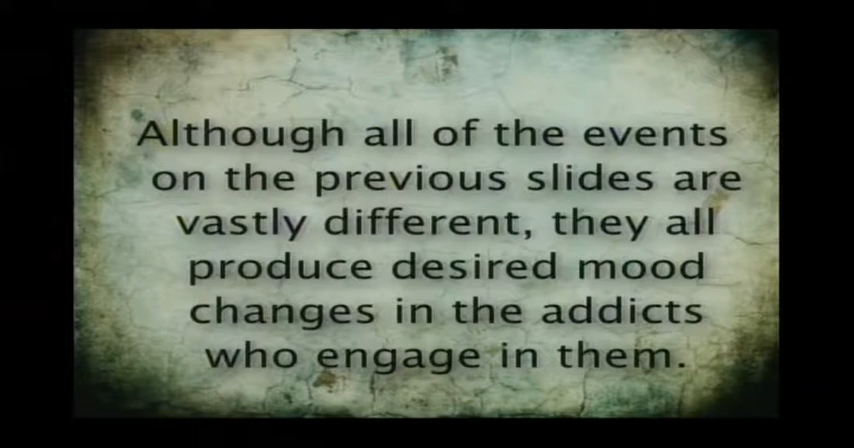 Although all of the events
on the previous slides are
vastly different, they all
produce desired mood
changes in the addicts
who engage in them.